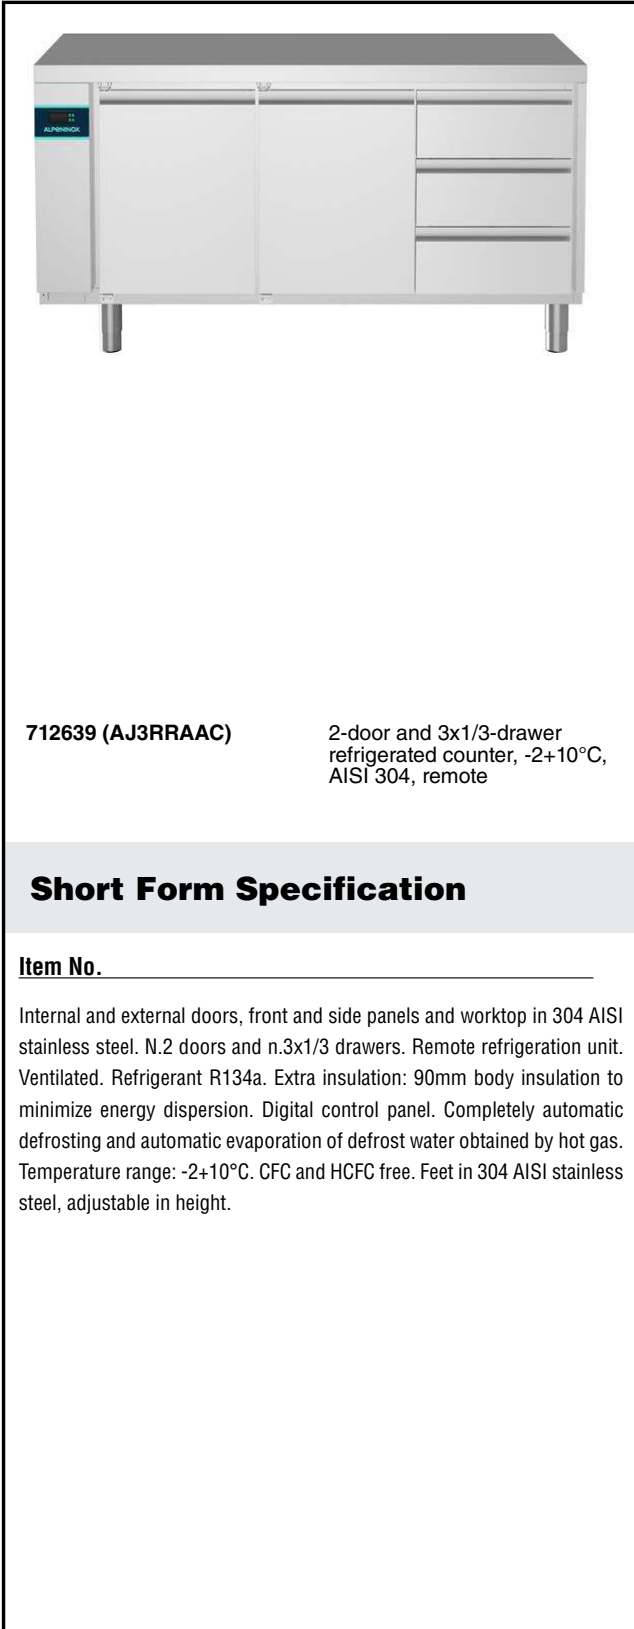 ALPENINOX
712639 (AJ3RRAAC)
2-door and 3x1/3-drawer
refrigerated counter, -2+10°C,
AISI 304, remote
Short Form Specification
Item No.
Internal and external doors, front and side panels and worktop in 304 AISI
stainless steel. N.2 doors and n.3x1/3 drawers. Remote refrigeration unit.
Ventilated. Refrigerant R134a. Extra insulation: 90mm body insulation to
minimize energy dispersion. Digital control panel. Completely automatic
defrosting and automatic evaporation of defrost water obtained by hot gas.
Temperature range: -2+10°C. CFC and HCFC free. Feet in 304 AISI stainless
steel, adjustable in height.